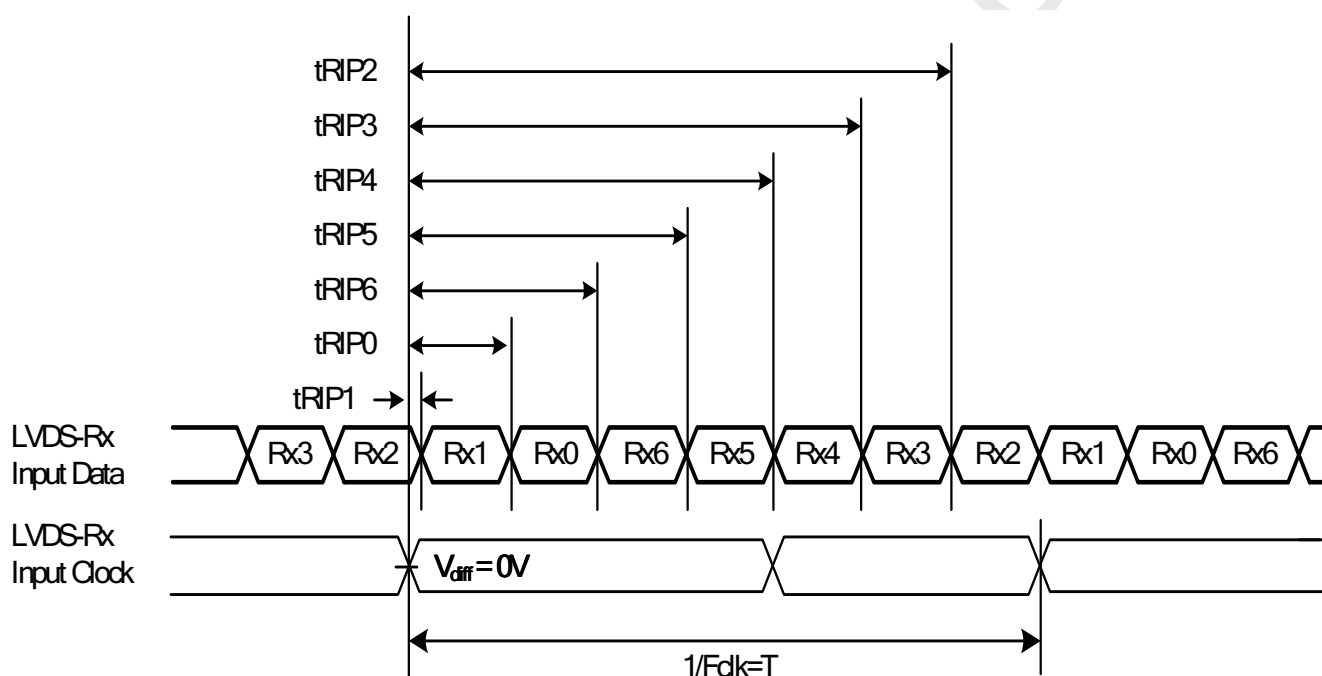 tRIP2
tRIP3
tRIP4
tRIP5
tRIP6
tRIP0
tRIP1
LVDS-Rx
Input Data
Rx3 Rx2 Rx1 Rx0 Rx6 Rx5 Rx4 Rx3 Rx2 Rx1 Rx0 Rx6
LVDS-Rx
Input Clock
Vdiff = 0V
1/Fclk=T